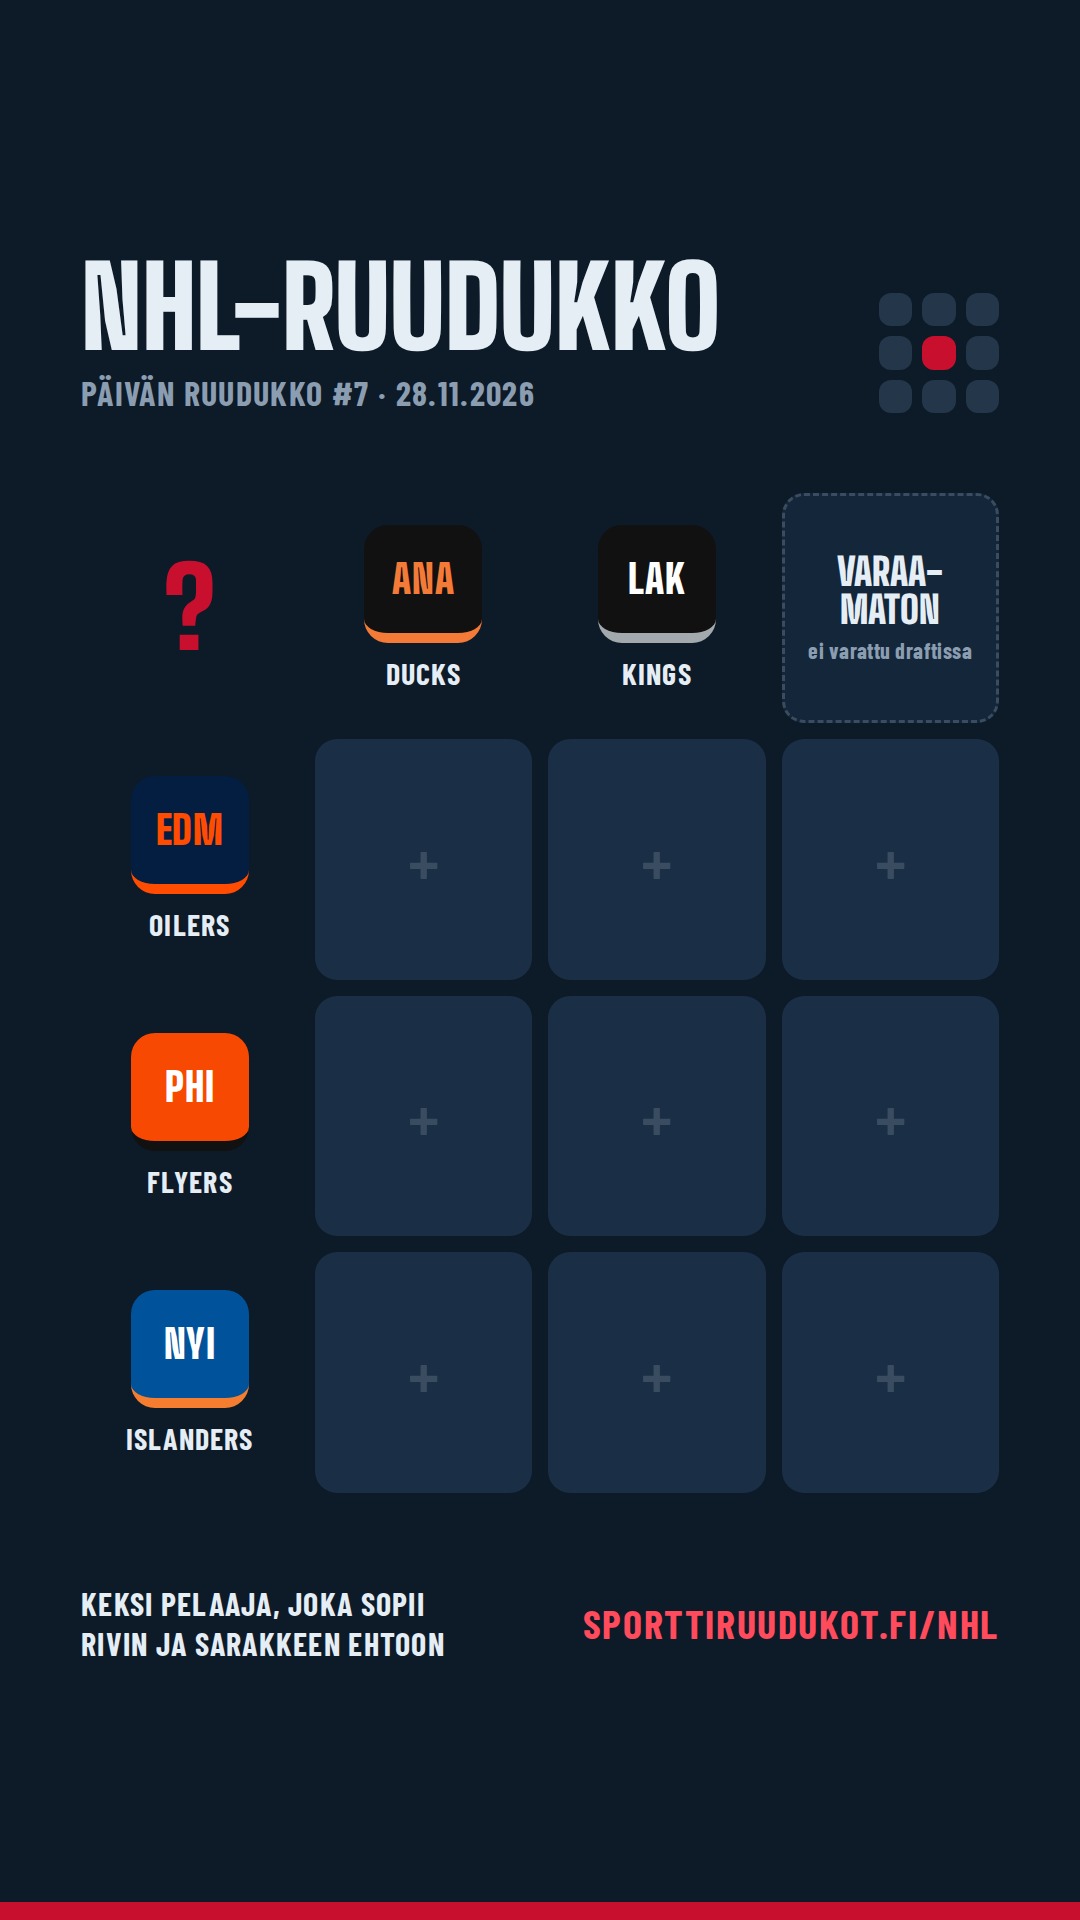 NHL-RUUDUKKO
PÄIVÄN RUUDUKKO #7 · 28.11.2026
?
ANA
DUCKS
LAK
KINGS
VARAA-
MATON
ei varattu draftissa
EDM
OILERS
+ + +
PHI
FLYERS
+ + +
NYI
ISLANDERS
+ + +
KEKSI PELAAJA, JOKA SOPII
RIVIN JA SARAKKEEN EHTOON
SPORTTIRUUDUKOT.FI/NHL